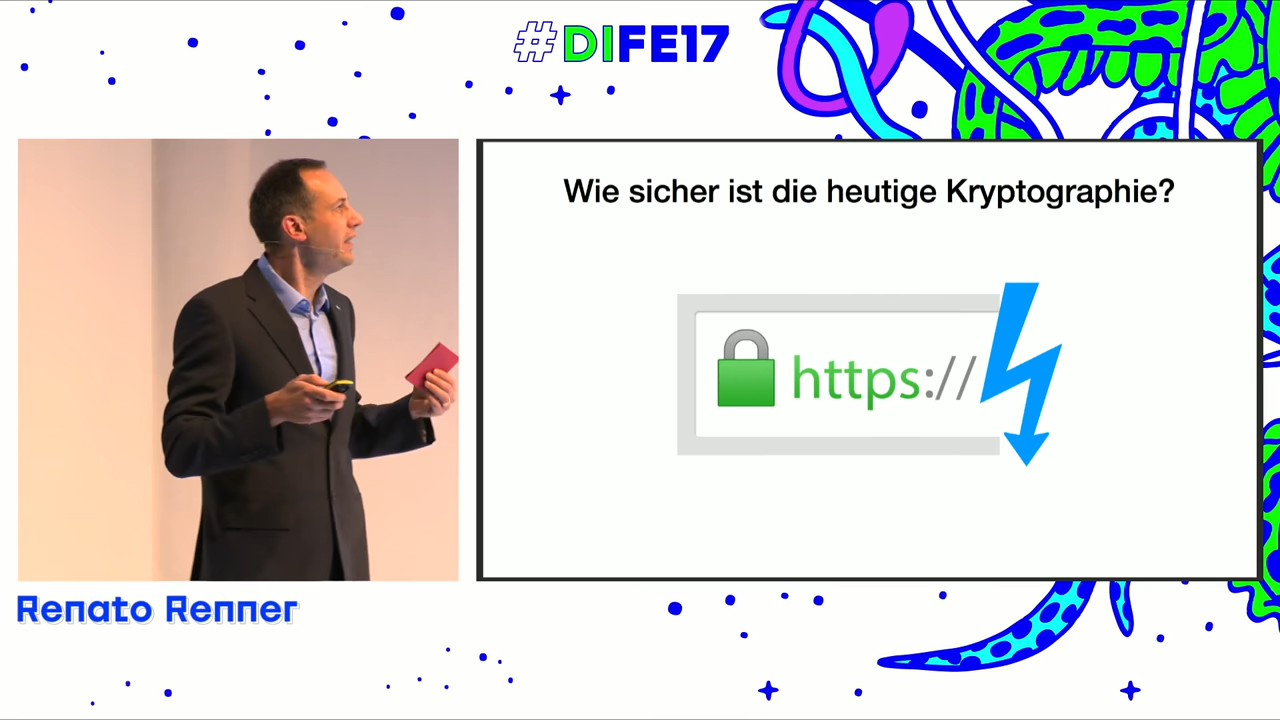 #DIFE17
Wie sicher ist die heutige Kryptographie?
https://
Renato Renner